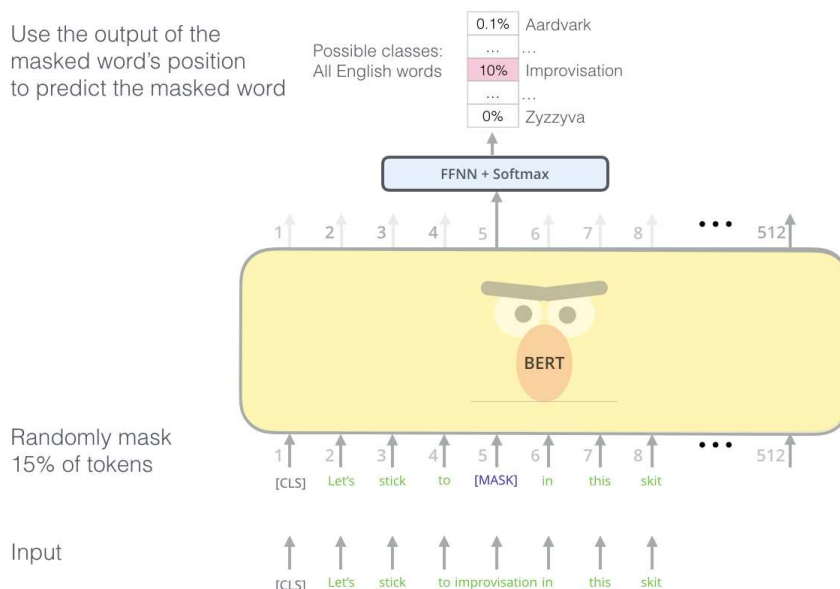 Use the output of the
masked word's position
to predict the masked word
Possible classes:
All English words
0.1% Aardvark
... ...
10% Improvisation
... ...
0% Zyzzyva
FFNN + Softmax
1 2 3 4 5 6 7 8 ••• 512
BERT
Randomly mask
15% of tokens
1 2 3 4 5 6 7 8 ••• 512
[CLS] Let's stick to [MASK] in this skit
Input
[CLS] Let's stick to improvisation in this skit